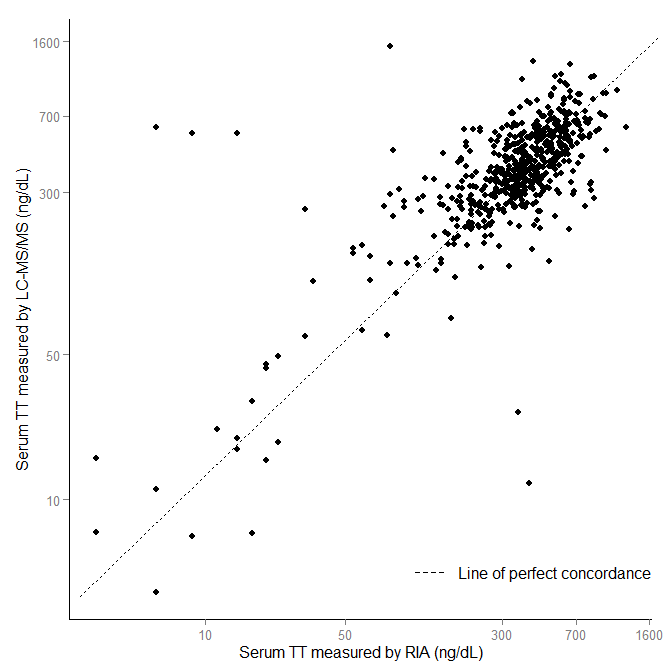 1600
700
300
50
10
Serum TT measured by LC-MS/MS (ng/dL)
Line of perfect concordance
10 50 300 700 1600
Serum TT measured by RIA (ng/dL)